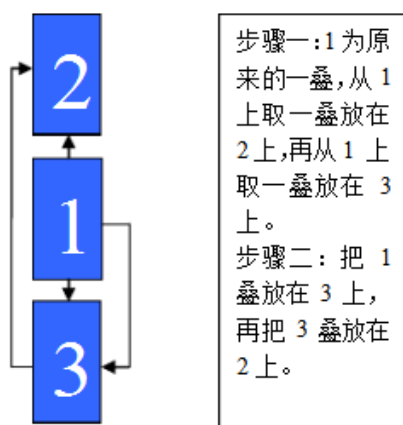 2
1
3
步骤一:1 为原
来的一叠,从 1
上取一叠放在
2上,再从 1 上
取一叠放在 3
上。
步骤二：把 1
叠放在 3 上，
再把 3 叠放在
2 上。